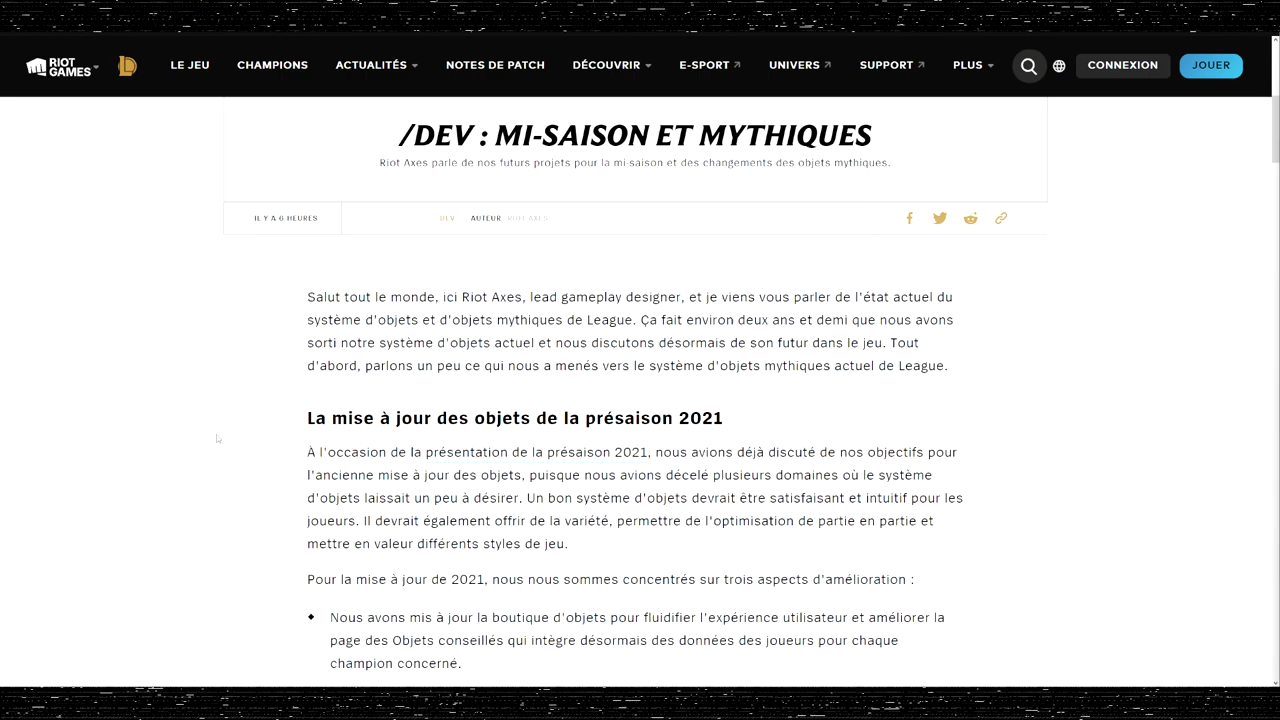 RIOT GAMES LE JEU CHAMPIONS ACTUALITÉS NOTES DE PATCH DÉCOUVRIR E-SPORT UNIVERS SUPPORT PLUS CONNEXION JOUER
/DEV : MI-SAISON ET MYTHIQUES
Riot Axes parle de nos futurs projets pour la mi-saison et des changements des objets mythiques.
IL Y A 6 HEURES DEV AUTEUR RIOT AXES
Salut tout le monde, ici Riot Axes, lead gameplay designer, et je viens vous parler de l'état actuel du
système d'objets et d'objets mythiques de League. Ça fait environ deux ans et demi que nous avons
sorti notre système d'objets actuel et nous discutons désormais de son futur dans le jeu. Tout
d'abord, parlons un peu ce qui nous a menés vers le système d'objets mythiques actuel de League.
La mise à jour des objets de la présaison 2021
À l'occasion de la présentation de la présaison 2021, nous avions déjà discuté de nos objectifs pour
l'ancienne mise à jour des objets, puisque nous avions décelé plusieurs domaines où le système
d'objets laissait un peu à désirer. Un bon système d'objets devrait être satisfaisant et intuitif pour les
joueurs. Il devrait également offrir de la variété, permettre de l'optimisation de partie en partie et
mettre en valeur différents styles de jeu.
Pour la mise à jour de 2021, nous nous sommes concentrés sur trois aspects d'amélioration :
Nous avons mis à jour la boutique d'objets pour fluidifier l'expérience utilisateur et améliorer la
page des Objets conseillés qui intègre désormais des données des joueurs pour chaque
champion concerné.